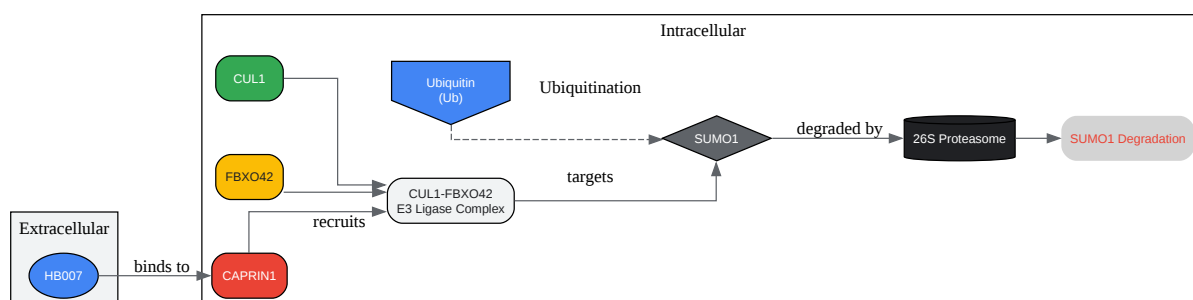 Intracellular
CUL1
Ubiquitin
(Ub)
Ubiquitination
SUMO1
degraded by
26S Proteasome
SUMO1 Degradation
FBXO42
CUL1-FBXO42
E3 Ligase Complex
targets
recruits
Extracellular
HB007
binds to
CAPRIN1